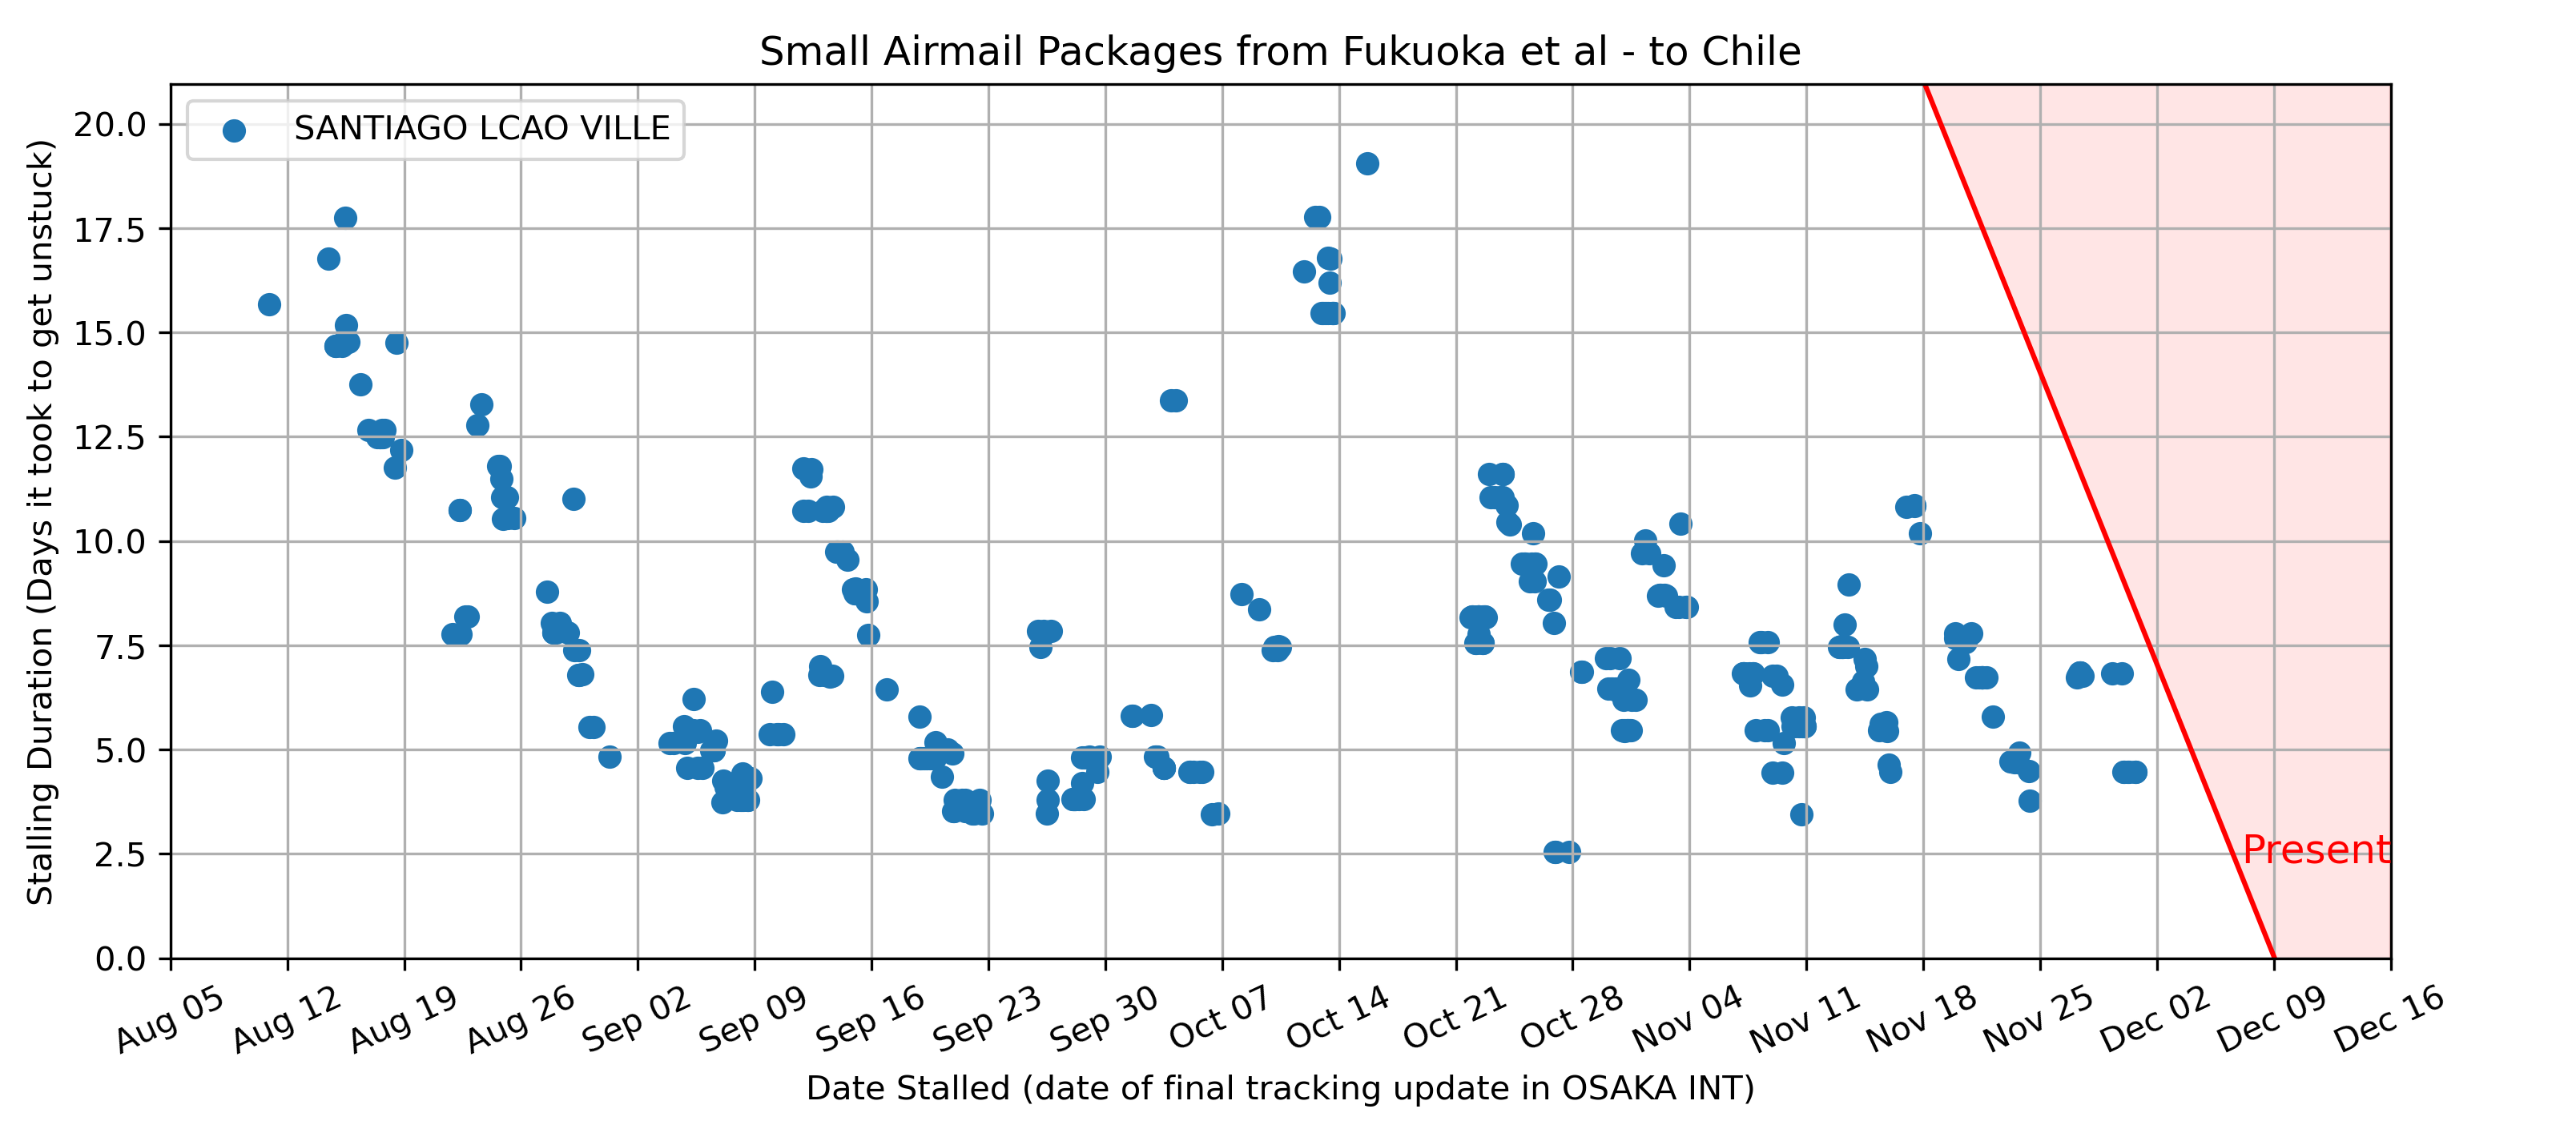 Small Airmail Packages from Fukuoka et al - to Chile
SANTIAGO LCAO VILLE
Stalling Duration (Days it took to get unstuck)
20.0
17.5
15.0
12.5
10.0
7.5
5.0
2.5
0.0
Present
Aug 05
Aug 12
Aug 19
Aug 26
Sep 02
Sep 09
Sep 16
Sep 23
Sep 30
Oct 07
Oct 14
Oct 21
Oct 28
Nov 04
Nov 11
Nov 18
Nov 25
Dec 02
Dec 09
Dec 16
Date Stalled (date of final tracking update in OSAKA INT)